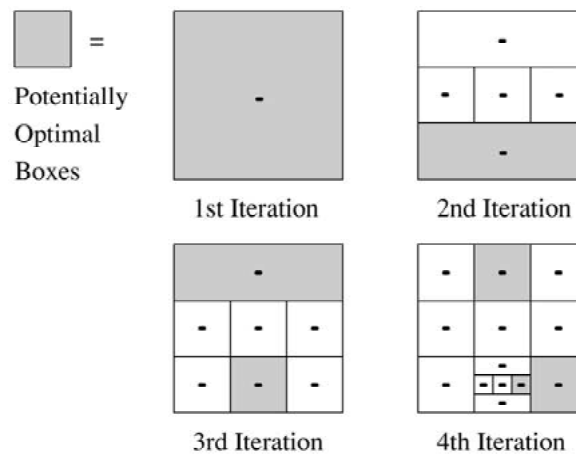 =
Potentially
Optimal
Boxes
1st Iteration
2nd Iteration
3rd Iteration
4th Iteration